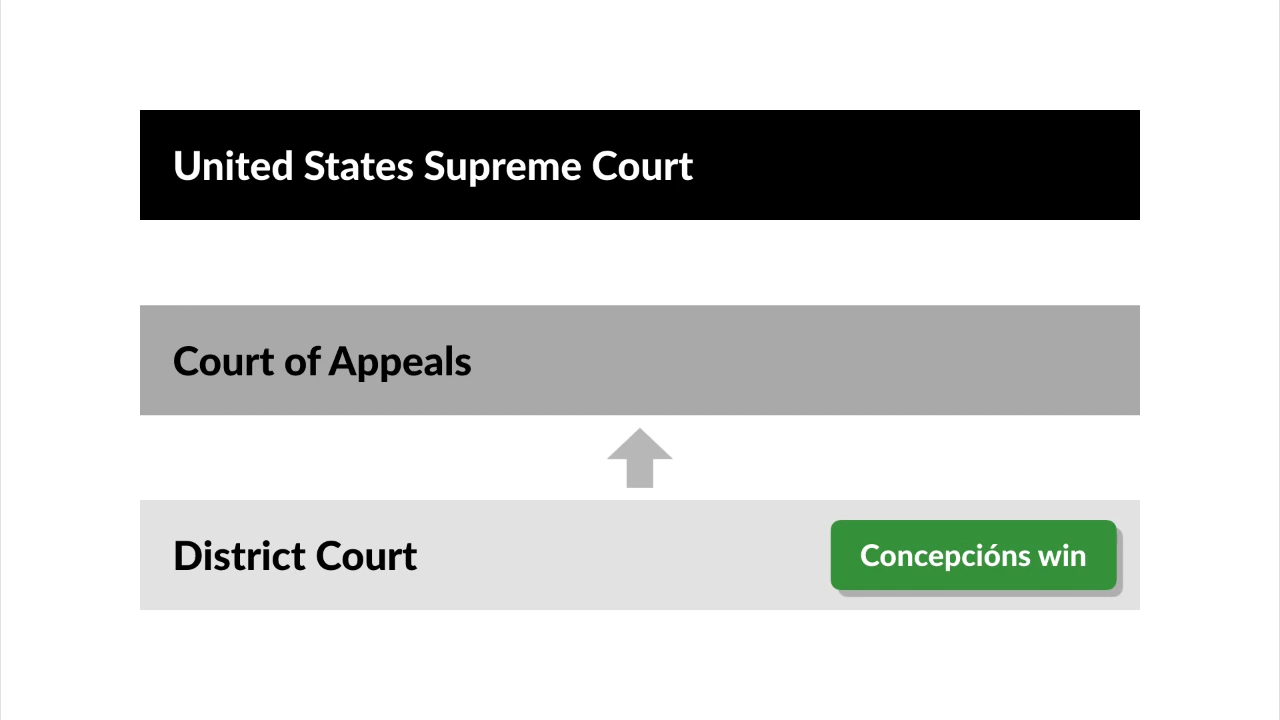 United States Supreme Court
Court of Appeals
District Court
Concepcións win